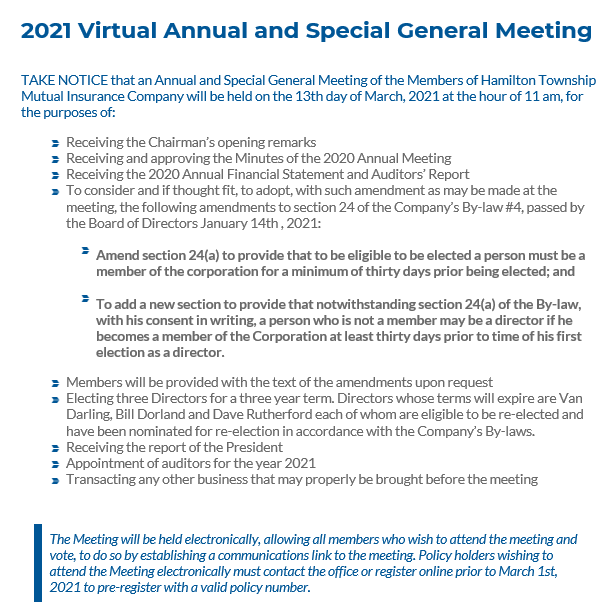 2021 Virtual Annual and Special General Meeting
TAKE NOTICE that an Annual and Special General Meeting of the Members of Hamilton Township
Mutual Insurance Company will be held on the 13th day of March, 2021 at the hour of 11 am, for
the purposes of:
Receiving the Chairman's opening remarks
Receiving and approving the Minutes of the 2020 Annual Meeting
Receiving the 2020 Annual Financial Statement and Auditors' Report
To consider and if thought fit, to adopt, with such amendment as may be made at the
meeting, the following amendments to section 24 of the Company's By-law #4, passed by
the Board of Directors January 14th , 2021:
Amend section 24(a) to provide that to be eligible to be elected a person must be a
member of the corporation for a minimum of thirty days prior being elected; and
To add a new section to provide that notwithstanding section 24(a) of the By-law,
with his consent in writing, a person who is not a member may be a director if he
becomes a member of the Corporation at least thirty days prior to time of his first
election as a director.
Members will be provided with the text of the amendments upon request
Electing three Directors for a three year term. Directors whose terms will expire are Van
Darling, Bill Dorland and Dave Rutherford each of whom are eligible to be re-elected and
have been nominated for re-election in accordance with the Company's By-laws.
Receiving the report of the President
Appointment of auditors for the year 2021
Transacting any other business that may properly be brought before the meeting
The Meeting will be held electronically, allowing all members who wish to attend the meeting and
vote, to do so by establishing a communications link to the meeting. Policy holders wishing to
attend the Meeting electronically must contact the office or register online prior to March 1st,
2021 to pre-register with a valid policy number.